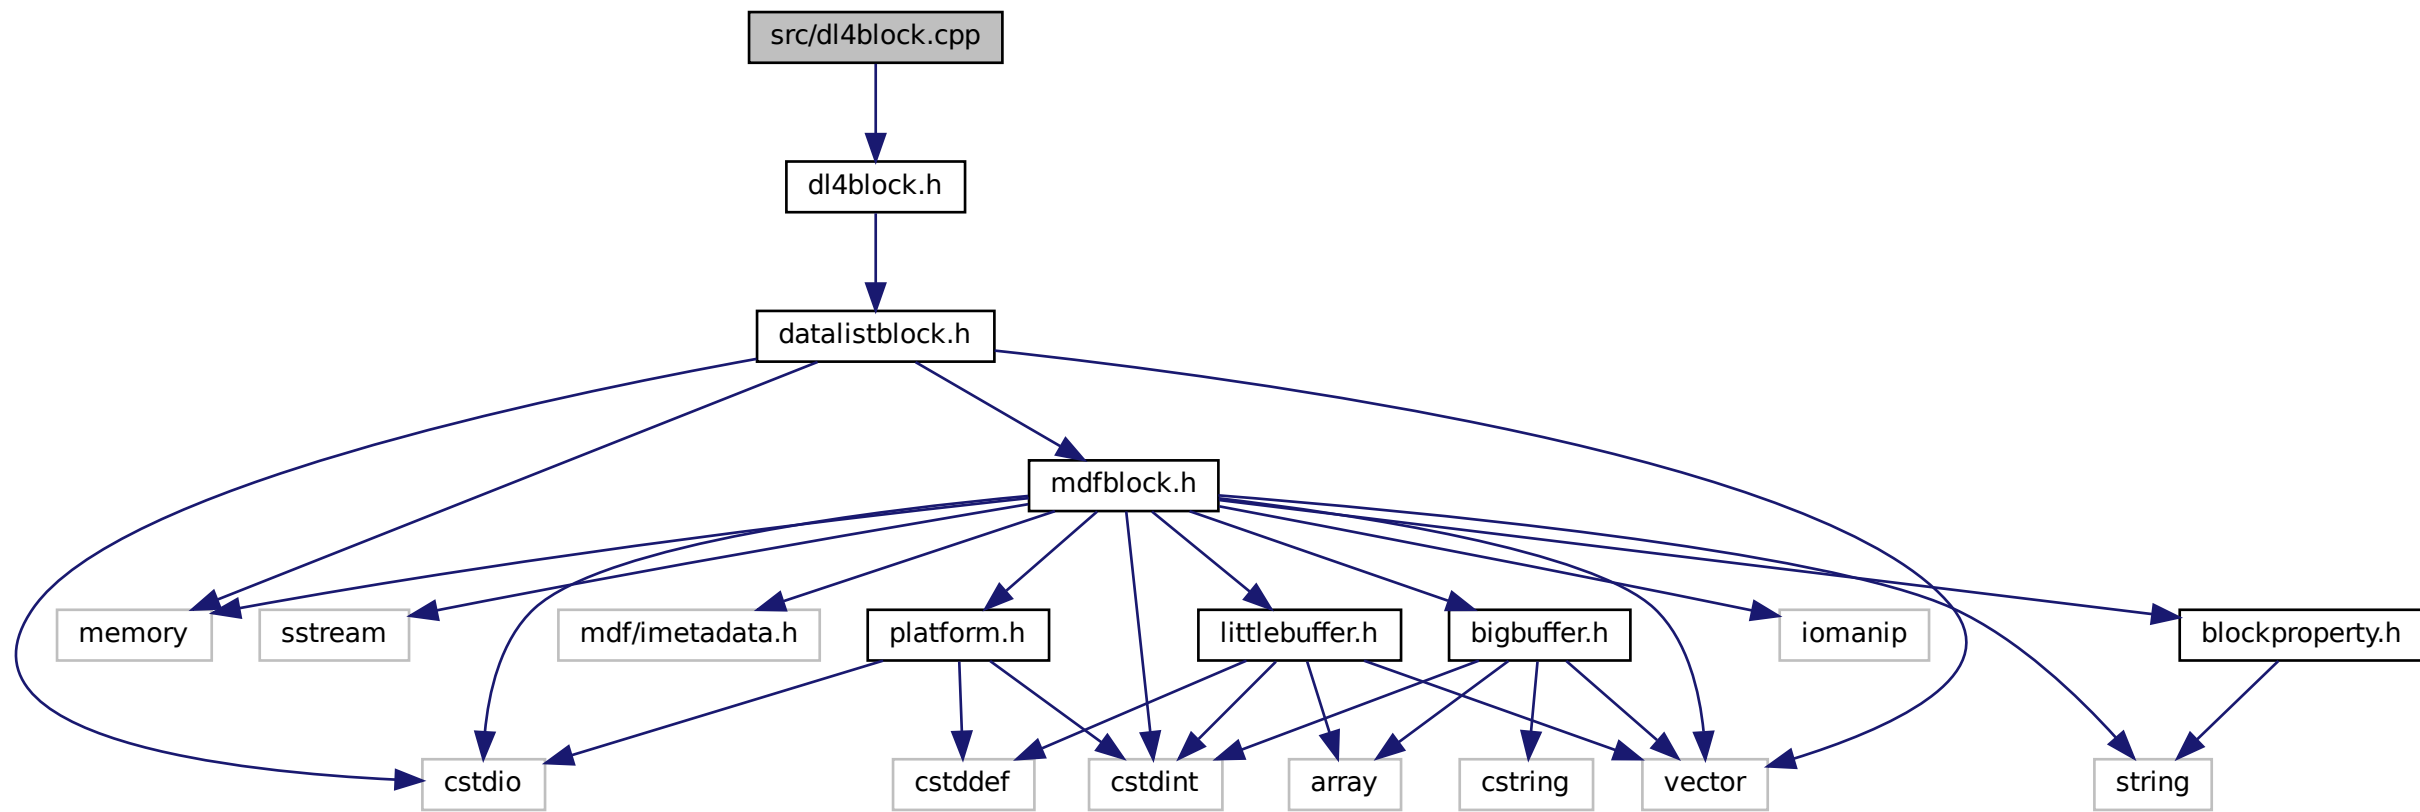 src/dl4block.cpp
dl4block.h
datalistblock.h
mdfblock.h
memory
sstream
mdf/imetadata.h
platform.h
littlebuffer.h
bigbuffer.h
iomanip
blockproperty.h
cstdio
cstddef
cstdint
array
cstring
vector
string